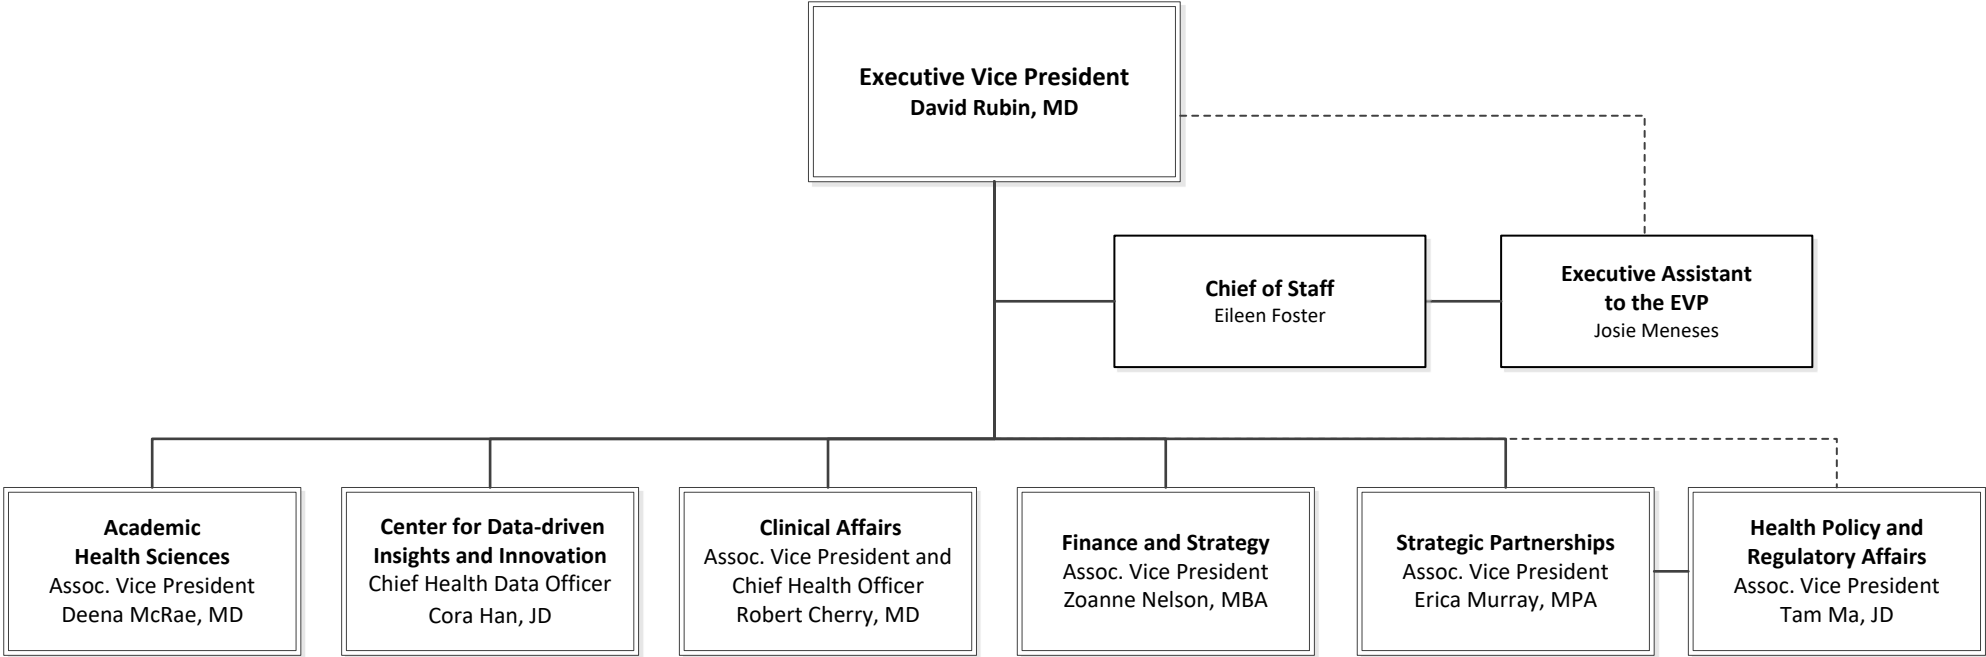 Executive Vice President
David Rubin, MD
Chief of Staff
Eileen Foster
Executive Assistant
to the EVP
Josie Meneses
Academic
Health Sciences
Assoc. Vice President
Deena McRae, MD
Center for Data-driven
Insights and Innovation
Chief Health Data Officer
Cora Han, JD
Clinical Affairs
Assoc. Vice President and
Chief Health Officer
Robert Cherry, MD
Finance and Strategy
Assoc. Vice President
Zoanne Nelson, MBA
Strategic Partnerships
Assoc. Vice President
Erica Murray, MPA
Health Policy and
Regulatory Affairs
Assoc. Vice President
Tam Ma, JD